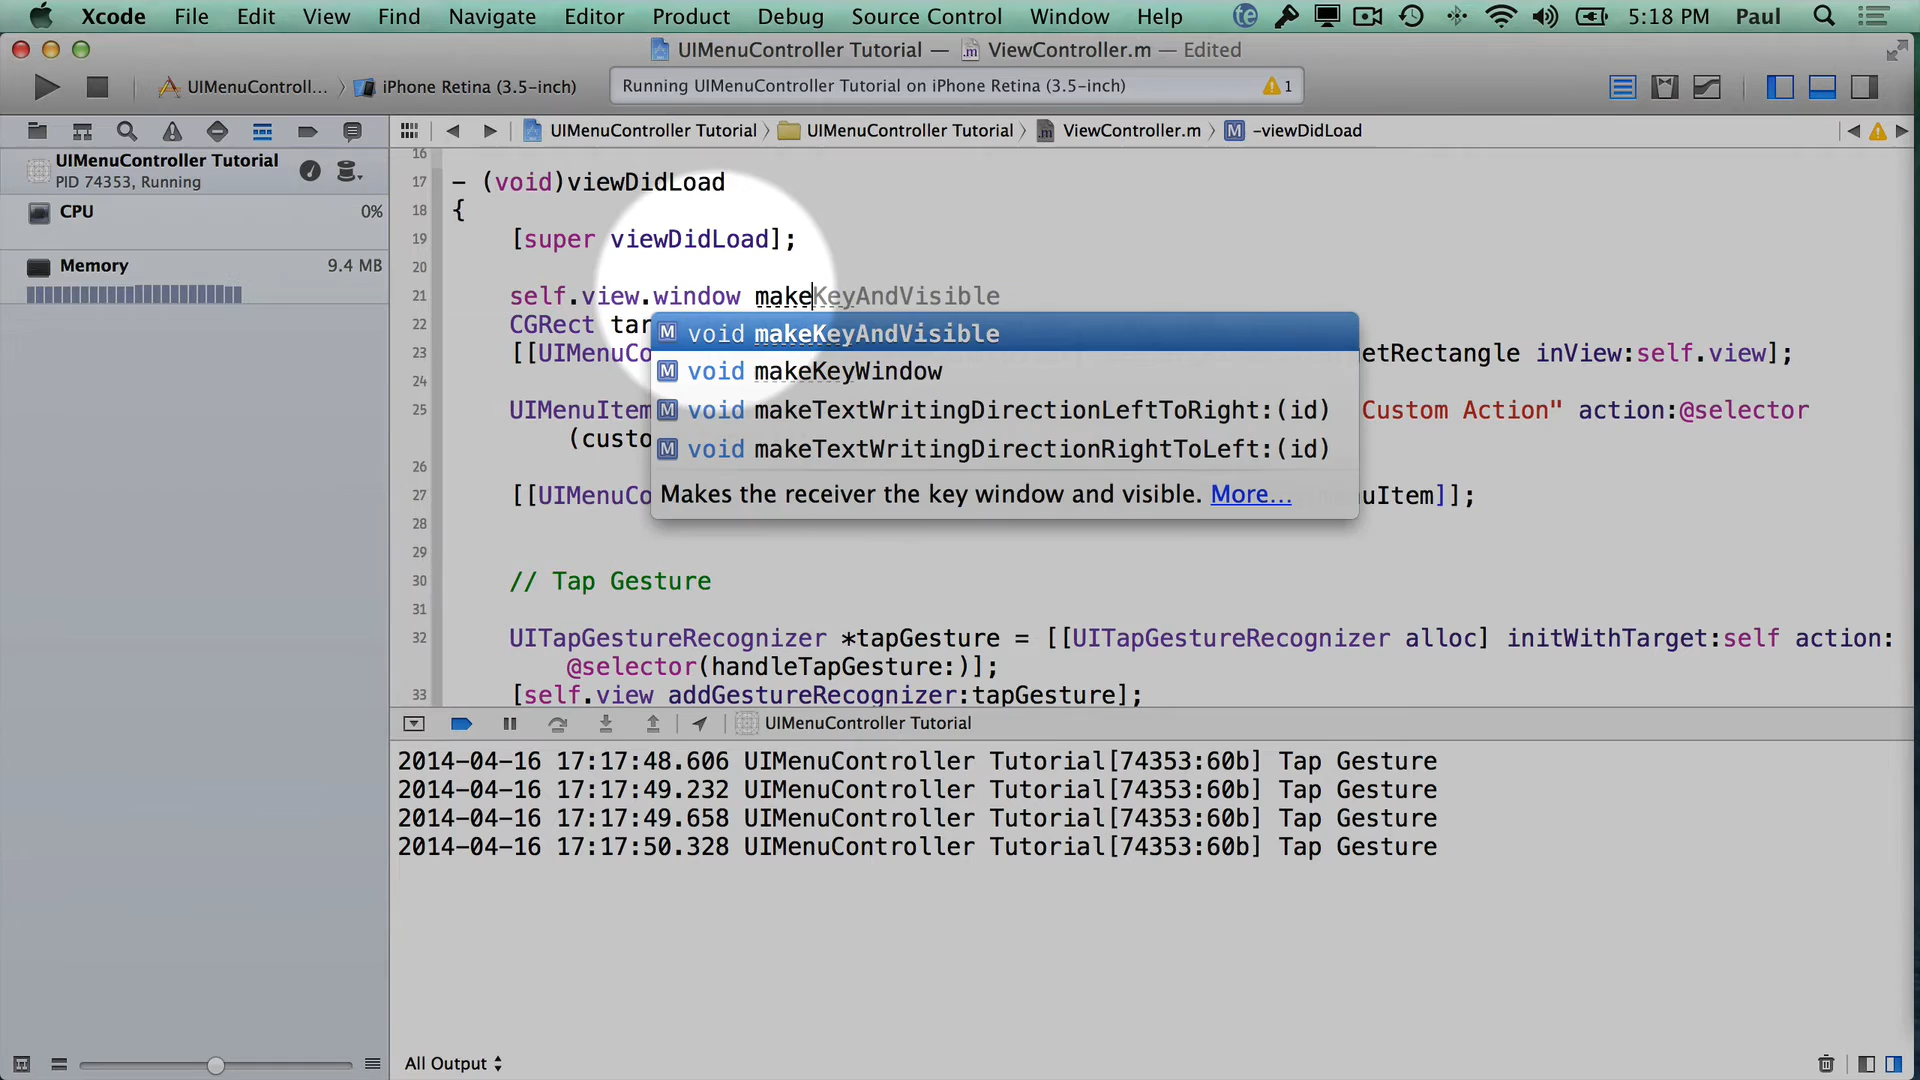 Xcode File Edit View Find Navigate Editor Product Debug Source Control Window Help te 5:18 PM Paul
UIMenuController Tutorial — .m ViewController.m — Edited
UIMenuControll... iPhone Retina (3.5-inch) Running UIMenuController Tutorial on iPhone Retina (3.5-inch) 1
UIMenuController Tutorial UIMenuController Tutorial .m ViewController.m M -viewDidLoad
UIMenuController Tutorial
PID 74353, Running
CPU 0%
Memory 9.4 MB
16
17 - (void)viewDidLoad
18 {
19 [super viewDidLoad];
20
21 self.view.window makeKeyAndVisible
22 CGRect tar
M void makeKeyAndVisible
23 [[UIMenuCo etRectangle inView:self.view];
M void makeKeyWindow
24
25 UIMenuItem Custom Action" action:@selector
M void makeTextWritingDirectionLeftToRight:(id)
(custo
M void makeTextWritingDirectionRightToLeft:(id)
26
27 [[UIMenuCo uItem]];
Makes the receiver the key window and visible. More...
28
29
30 // Tap Gesture
31
32 UITapGestureRecognizer *tapGesture = [[UITapGestureRecognizer alloc] initWithTarget:self action:
@selector(handleTapGesture:)];
33 [self.view addGestureRecognizer:tapGesture];
UIMenuController Tutorial
2014-04-16 17:17:48.606 UIMenuController Tutorial[74353:60b] Tap Gesture
2014-04-16 17:17:49.232 UIMenuController Tutorial[74353:60b] Tap Gesture
2014-04-16 17:17:49.658 UIMenuController Tutorial[74353:60b] Tap Gesture
2014-04-16 17:17:50.328 UIMenuController Tutorial[74353:60b] Tap Gesture
All Output